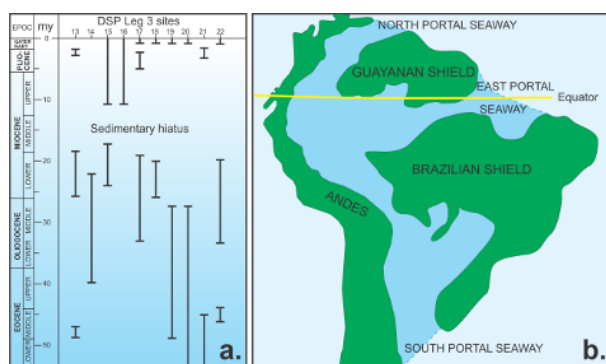 DSP Leg 3 sites
EPOC my 13 14 15 16 17 18 19 20 21 22
0
PLIO-
CENE
UPPER
10
MIOCENE
MIDDLE
Sedimentary hiatus
20
LOWER
OLIGOCENE
MIDDLE
30
LOWER
UPPER
40
EOCENE
MIDDLE
50
LOWER
a.
NORTH PORTAL SEAWAY
GUAYANAN SHIELD
EAST PORTAL
Equator
SEAWAY
BRAZILIAN SHIELD
ANDES
SOUTH PORTAL SEAWAY
b.